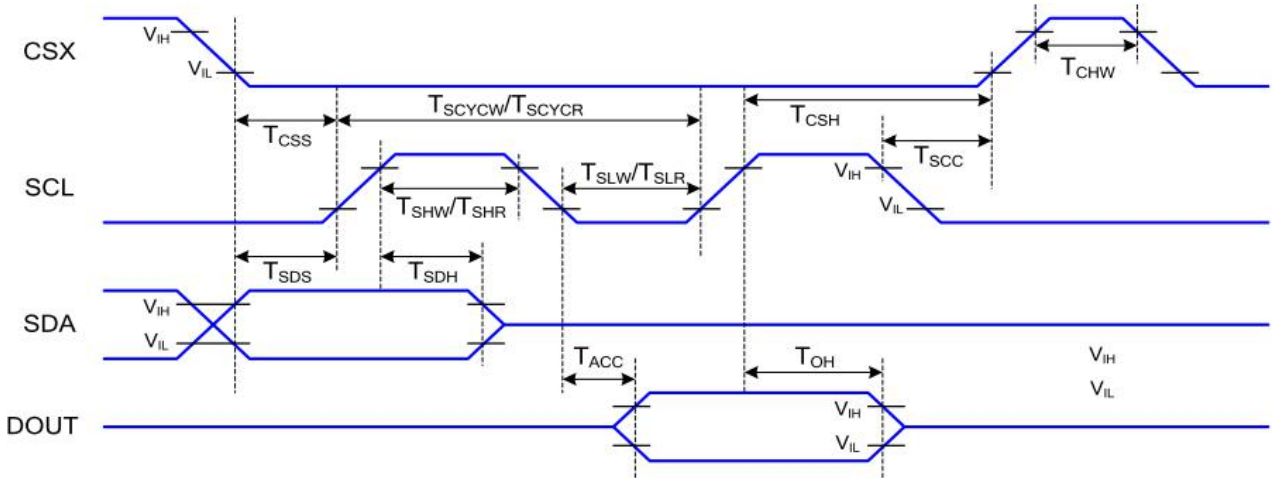 CSX
VIH
VIL
TCHW
TSCYCW/TSCYCR
TCSH
TCSS
TSCC
SCL
TSLW/TSLR
VIH
TSHW/TSHR
VIL
TSDS
TSDH
SDA
VIH
VIL
TACC
TOH
VIH
VIL
DOUT
VIH
VIL